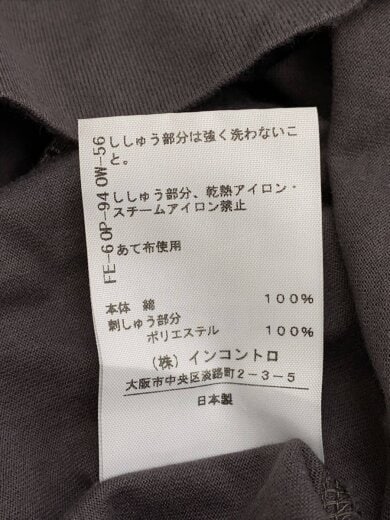 FE-60P-940W-56
ししゅう部分は強く洗わないこ
と。
ししゅう部分、乾熱アイロン・
スチームアイロン禁止
あて布使用
本体 綿 100%
刺しゅう部分
ポリエステル 100%
(株) インコントロ
大阪市中央区淡路町2-3-5
日本製